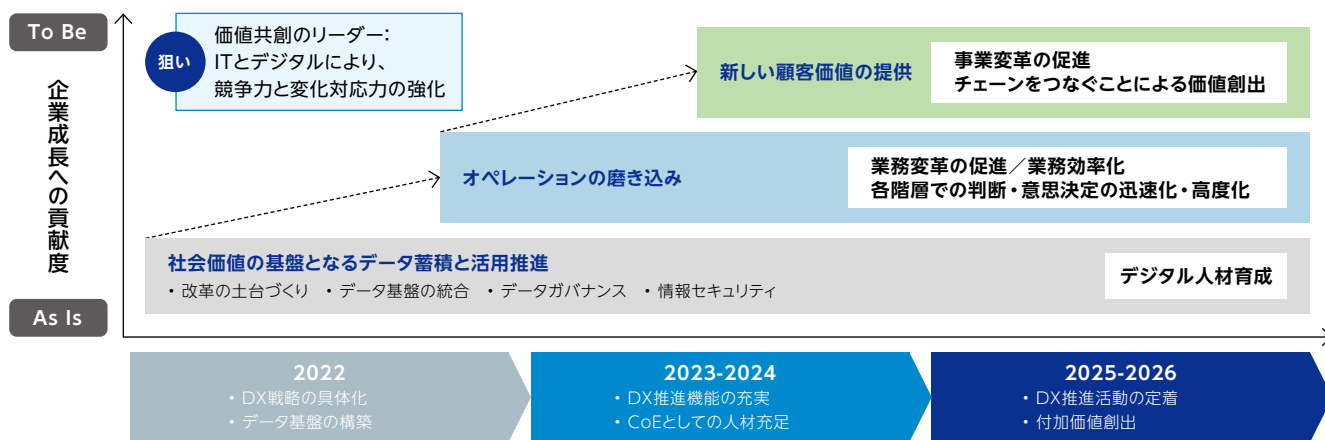 To Be
企業成長への貢献度
As Is
狙い
価値共創のリーダー：
ITとデジタルにより、
競争力と変化対応力の強化
新しい顧客価値の提供
事業変革の促進
チェーンをつなぐことによる価値創出
オペレーションの磨き込み
業務変革の促進／業務効率化
各階層での判断・意思決定の迅速化・高度化
社会価値の基盤となるデータ蓄積と活用推進
・改革の土台づくり ・データ基盤の統合 ・データガバナンス ・情報セキュリティ
デジタル人材育成
2022
・DX戦略の具体化
・データ基盤の構築
2023-2024
・DX推進機能の充実
・CoEとしての人材充足
2025-2026
・DX推進活動の定着
・付加価値創出